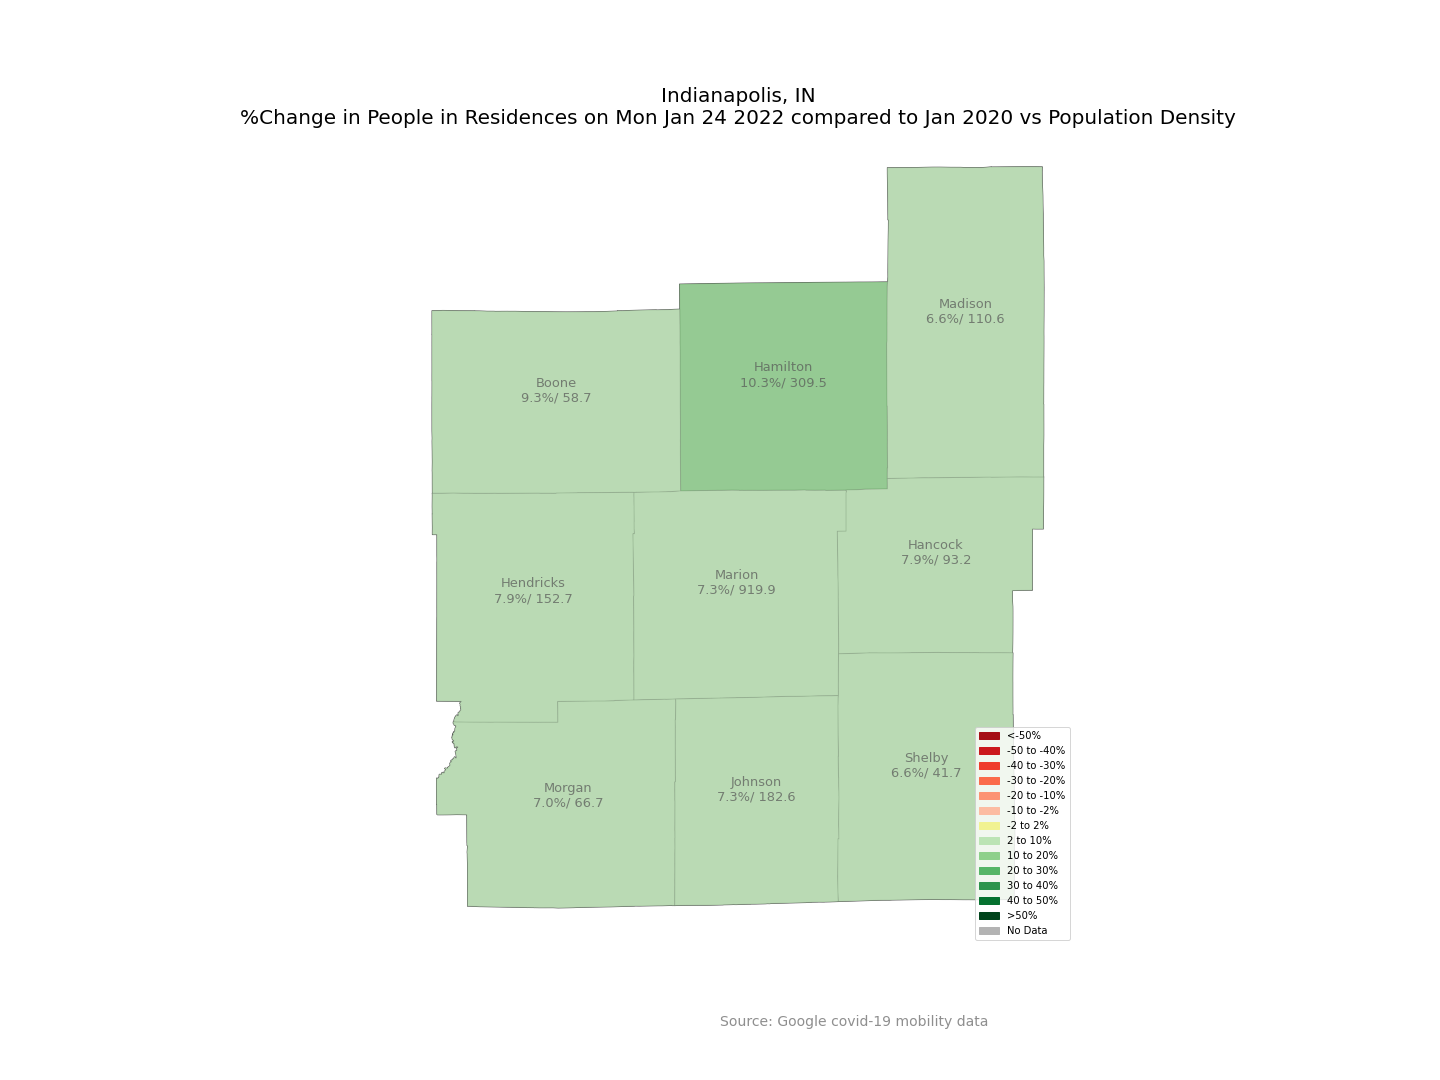 Indianapolis, IN
%Change in People in Residences on Mon Jan 24 2022 compared to Jan 2020 vs Population Density
Madison
6.6%/ 110.6
Hamilton
10.3%/ 309.5
Boone
9.3%/ 58.7
Hancock
7.9%/ 93.2
Marion
7.3%/ 919.9
Hendricks
7.9%/ 152.7
Shelby
6.6%/ 41.7
Johnson
7.3%/ 182.6
Morgan
7.0%/ 66.7
<-50%
-50 to -40%
-40 to -30%
-30 to -20%
-20 to -10%
-10 to -2%
-2 to 2%
2 to 10%
10 to 20%
20 to 30%
30 to 40%
40 to 50%
>50%
No Data
Source: Google covid-19 mobility data